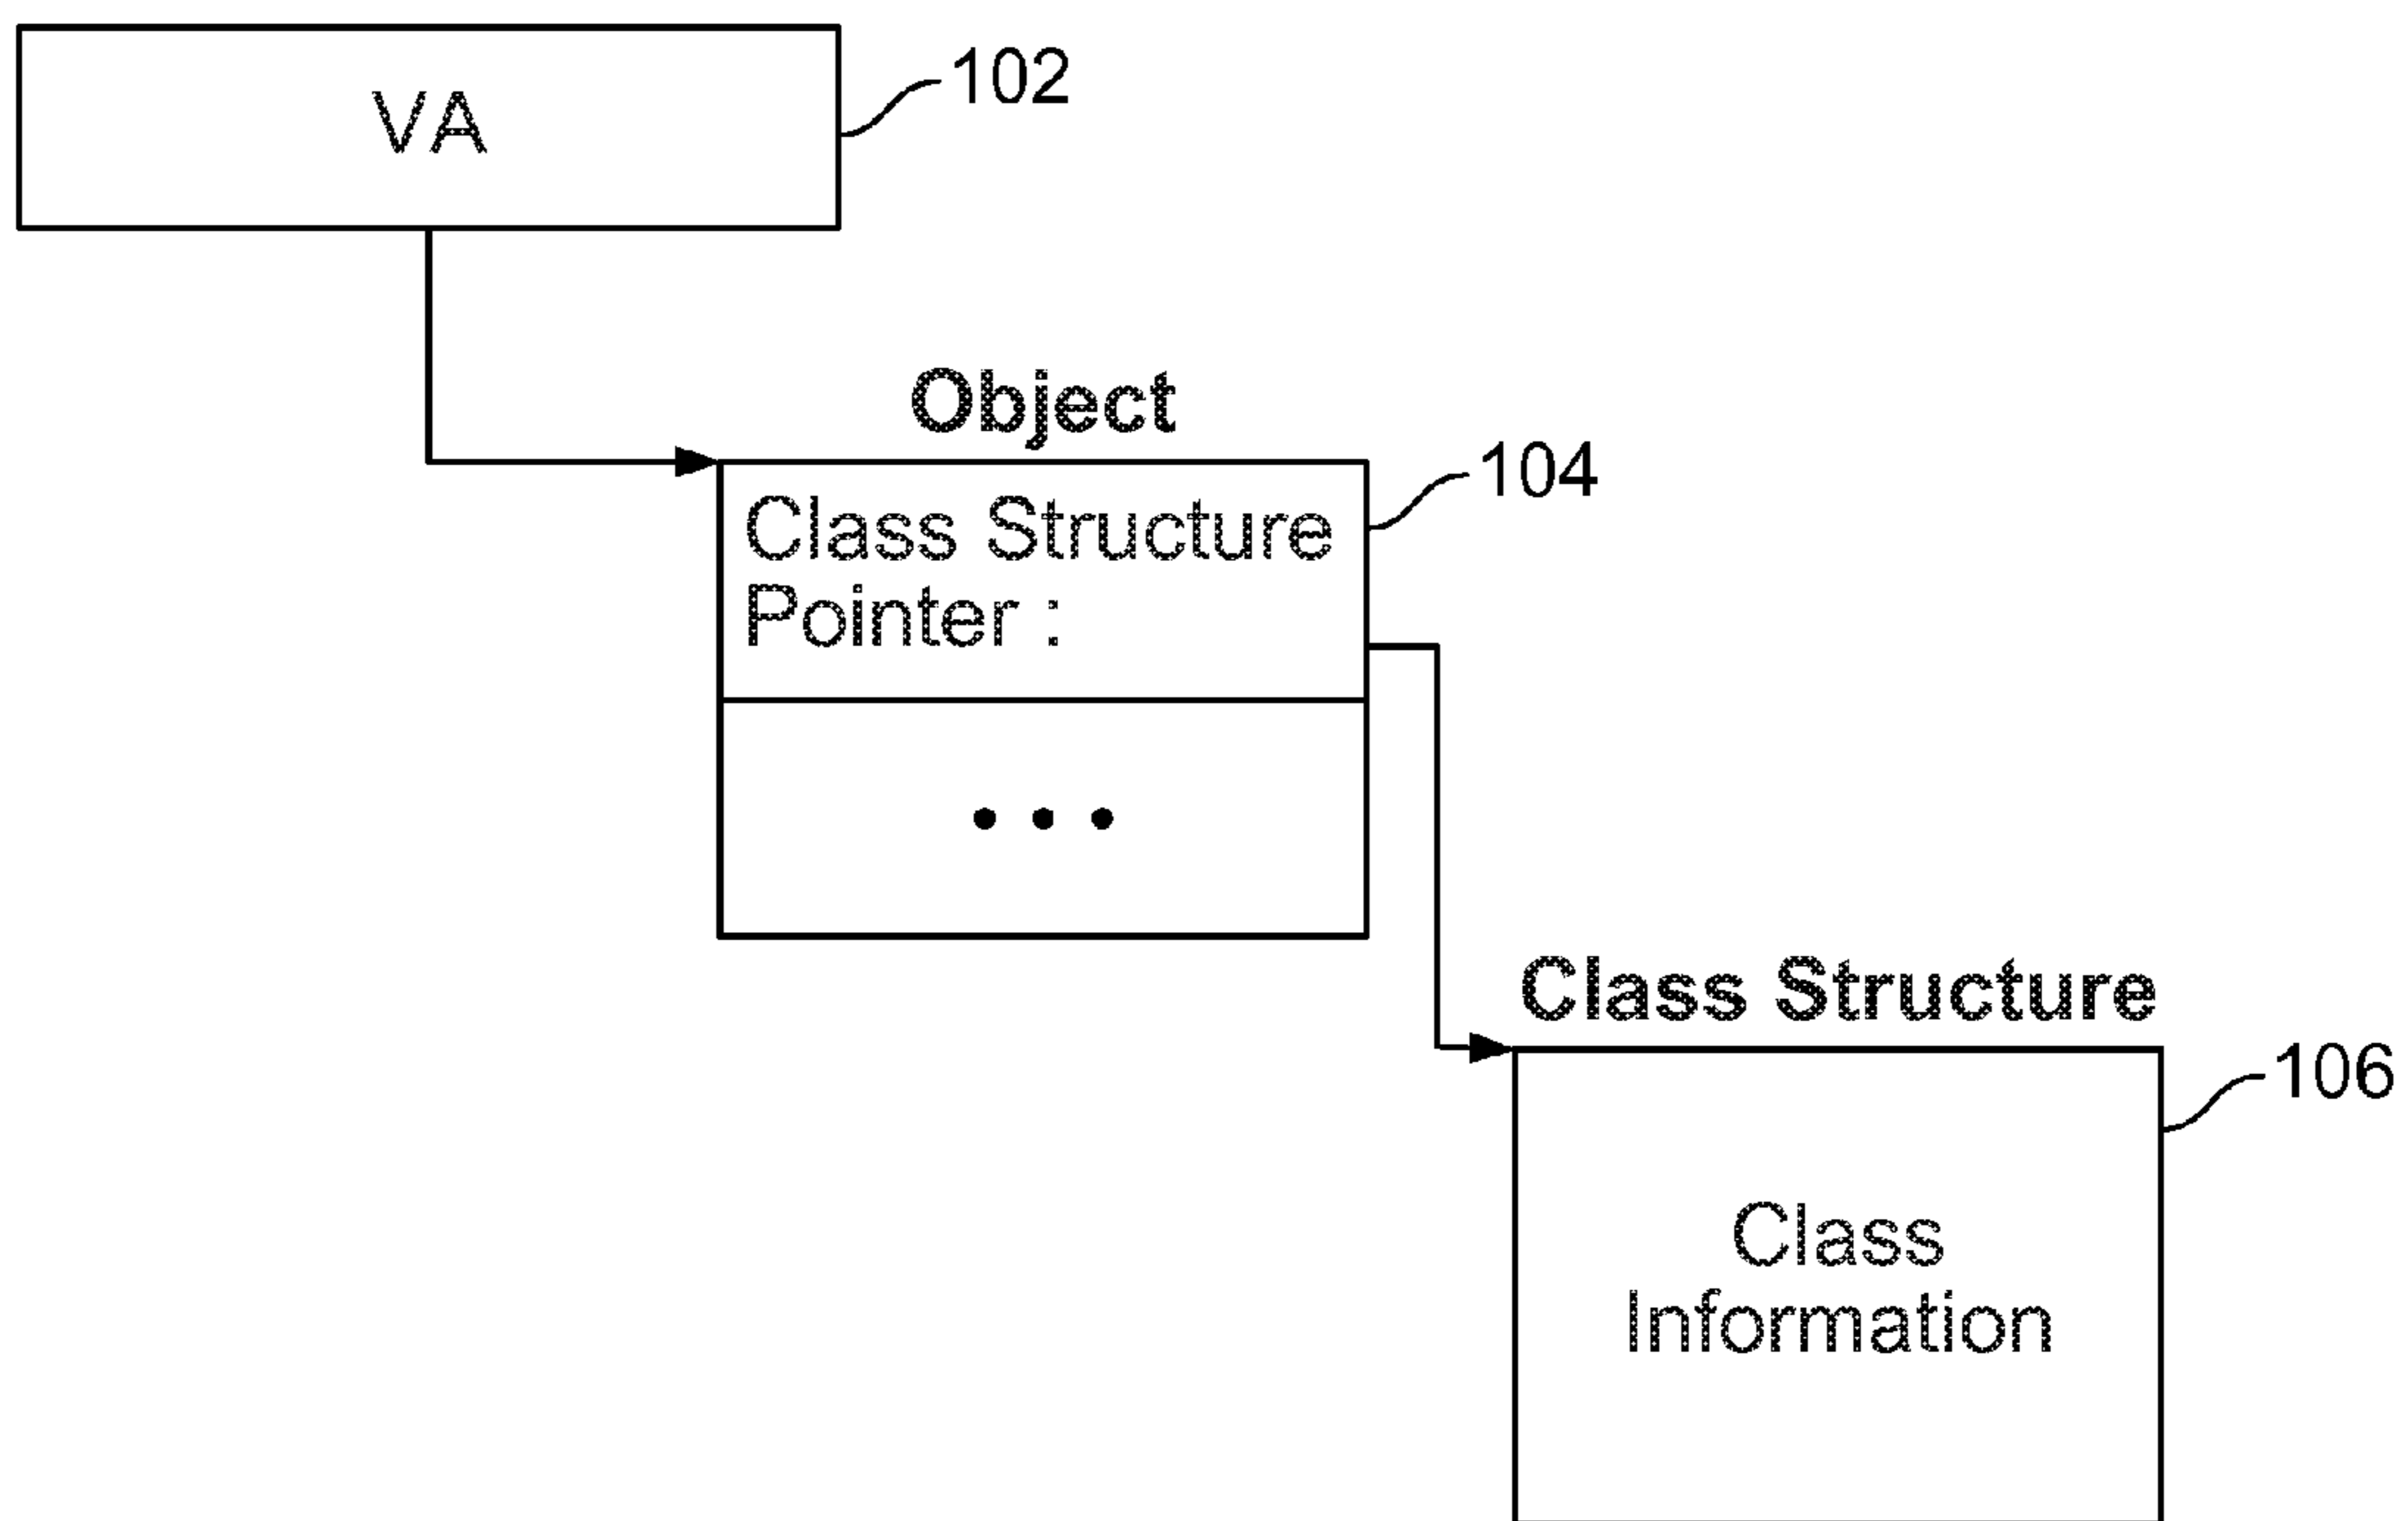 VA
102
Object
104
Class Structure
Pointer :
• • •
Class Structure
106
Class
Information